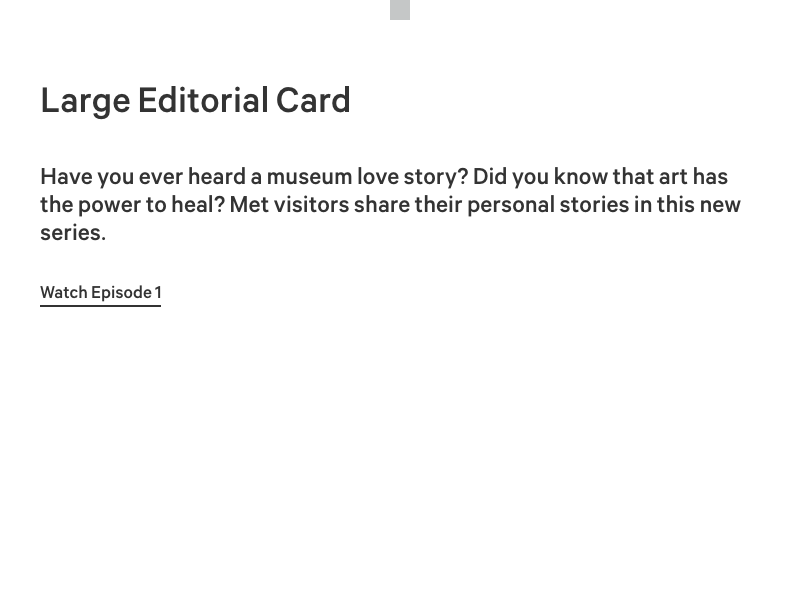 Large Editorial Card
Have you ever heard a museum love story? Did you know that art has
the power to heal? Met visitors share their personal stories in this new
series.
Watch Episode 1